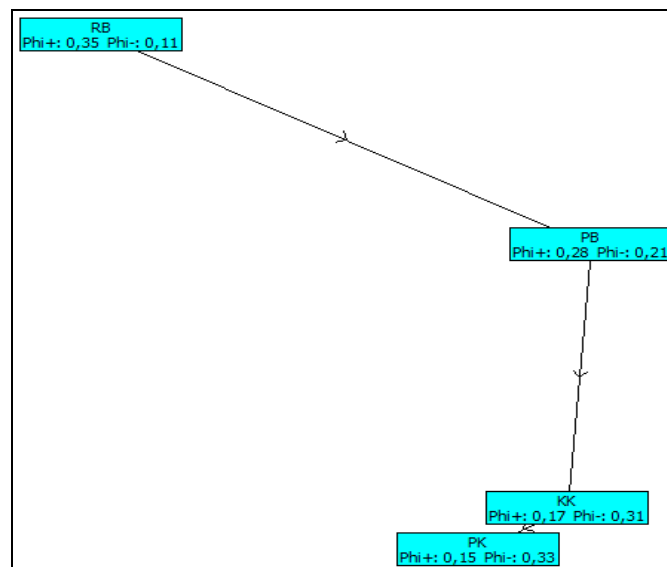 RB
Phi+: 0,35 Phi-: 0,11
PB
Phi+: 0,28 Phi-: 0,21
KK
Phi+: 0,17 Phi-: 0,31
PK
Phi+: 0,15 Phi-: 0,33